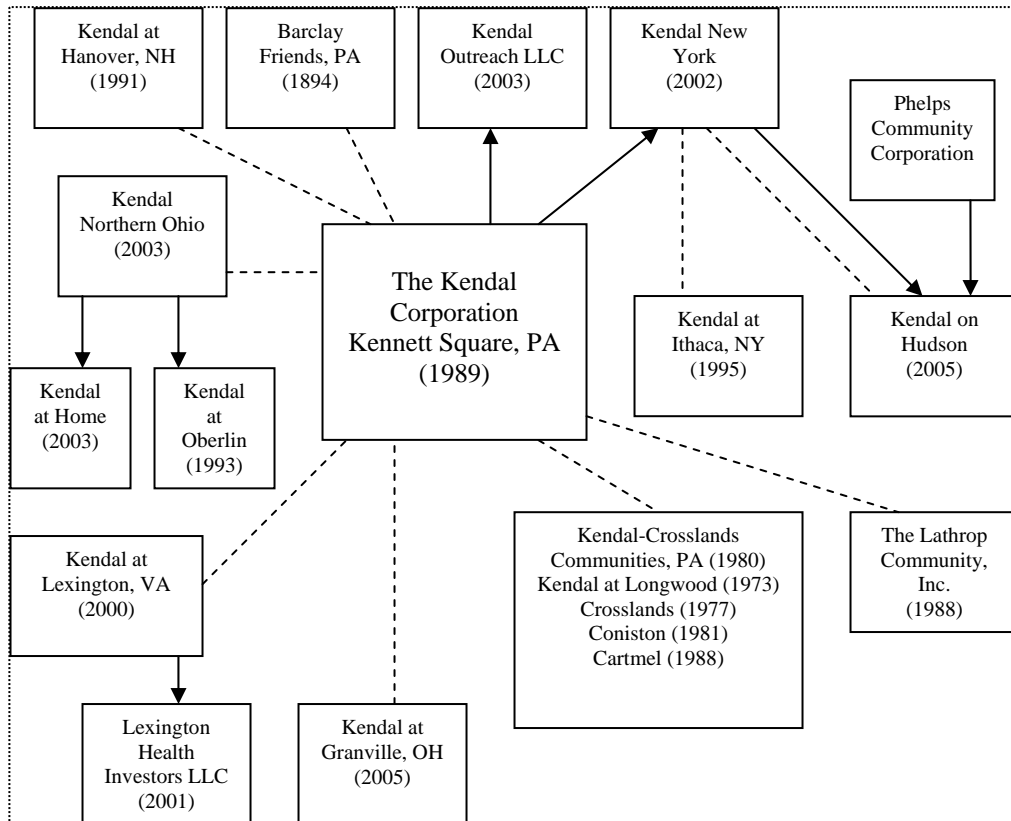 Kendal at
Hanover, NH
(1991)
Barclay
Friends, PA
(1894)
Kendal
Outreach LLC
(2003)
Kendal New
York
(2002)
Phelps
Community
Corporation
Kendal
Northern Ohio
(2003)
The Kendal
Corporation
Kennett Square, PA
(1989)
Kendal at
Ithaca, NY
(1995)
Kendal on
Hudson
(2005)
Kendal
at Home
(2003)
Kendal
at
Oberlin
(1993)
Kendal at
Lexington, VA
(2000)
Kendal-Crosslands
Communities, PA (1980)
Kendal at Longwood (1973)
Crosslands (1977)
Coniston (1981)
Cartmel (1988)
The Lathrop
Community,
Inc.
(1988)
Lexington
Health
Investors LLC
(2001)
Kendal at
Granville, OH
(2005)